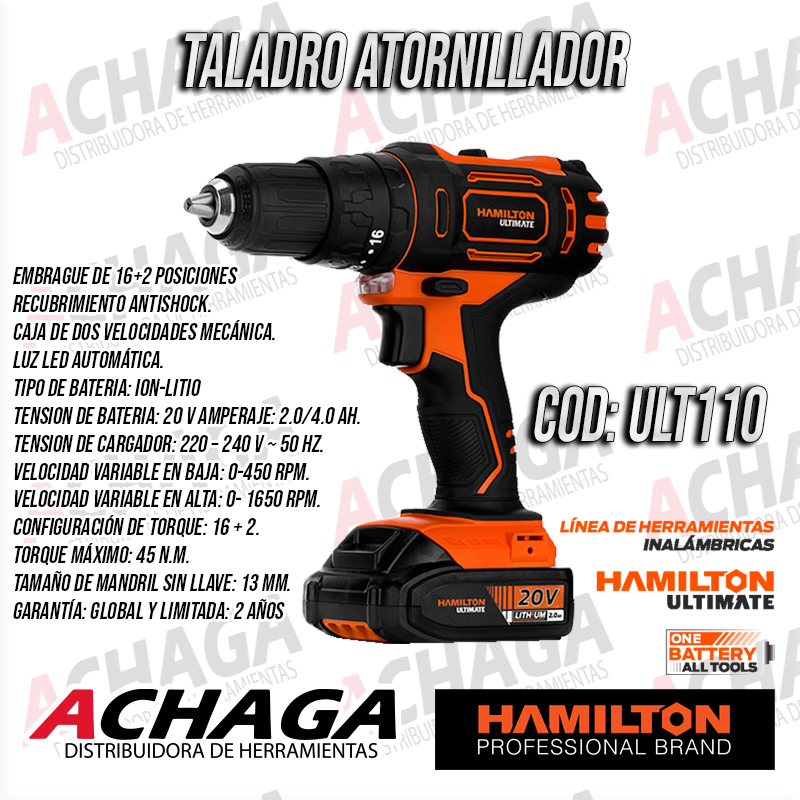 TALADRO ATORNILLADOR
HAMILTON
ULTIMATE
16
EMBRAGUE DE 16+2 POSICIONES
RECUBRIMIENTO ANTISHOCK.
CAJA DE DOS VELOCIDADES MECÁNICA.
LUZ LED AUTOMÁTICA.
TIPO DE BATERIA: ION-LITIO
TENSION DE BATERIA: 20 V AMPERAJE: 2.0/4.0 AH.
TENSION DE CARGADOR: 220 – 240 V ~ 50 HZ.
VELOCIDAD VARIABLE EN BAJA: 0-450 RPM.
VELOCIDAD VARIABLE EN ALTA: 0- 1650 RPM.
CONFIGURACIÓN DE TORQUE: 16 + 2.
TORQUE MÁXIMO: 45 N.M.
TAMAÑO DE MANDRIL SIN LLAVE: 13 MM.
GARANTÍA: GLOBAL Y LIMITADA: 2 AÑOS
COD: ULT110
LÍNEA DE HERRAMIENTAS
INALÁMBRICAS
HAMILTON
ULTIMATE
HAMILTON
ULTIMATE
20V
LITHIUM 2.0
ONE
BATTERY
ALL TOOLS
ACHAGA
DISTRIBUIDORA DE HERRAMIENTAS
HAMILTON
PROFESSIONAL BRAND